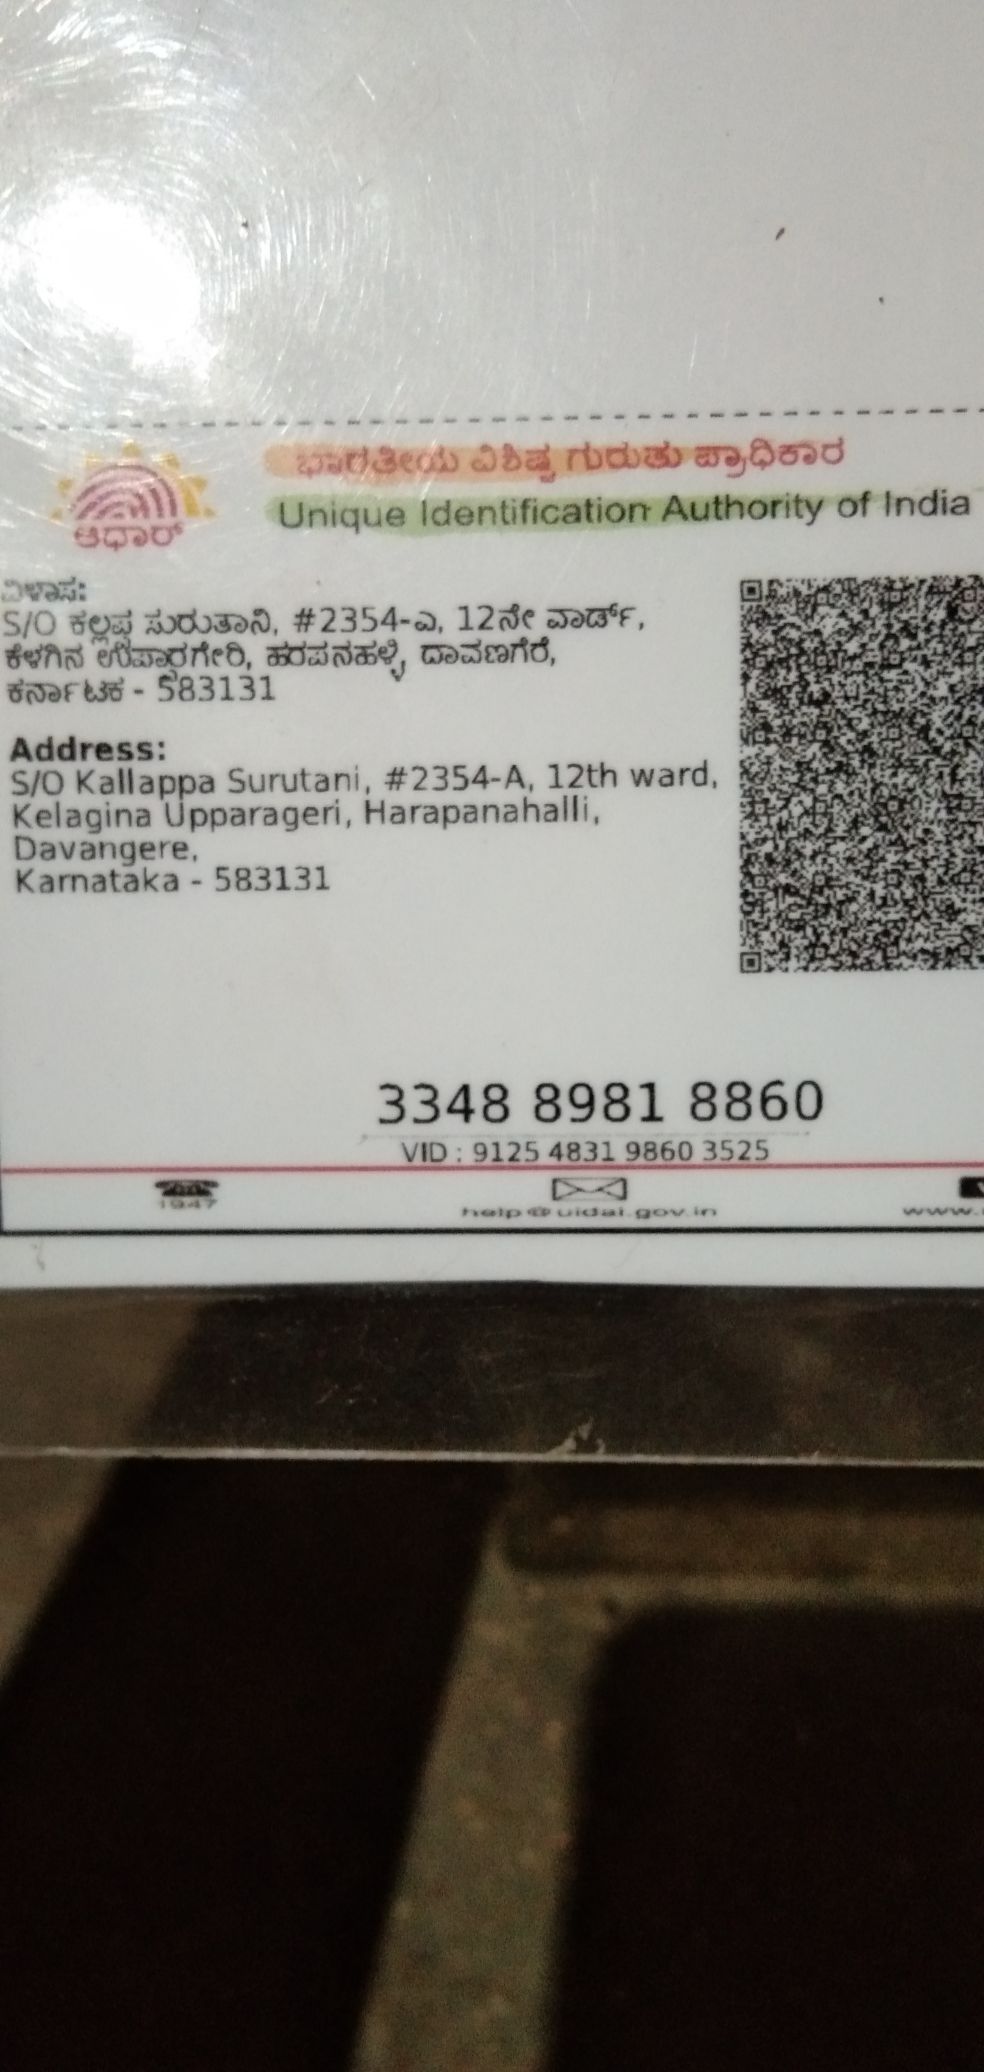 ಆಧಾರ್
ಭಾರತೀಯ ವಿಶಿಷ್ಟ ಗುರುತು ಪ್ರಾಧಿಕಾರ
Unique Identification Authority of India
ವಿಳಾಸ:
S/O ಕಲ್ಲಪ್ಪ ಸುರುತಾನಿ, #2354-ಎ, 12ನೇ ವಾರ್ಡ್,
ಕೆಳಗಿನ ಉಪ್ಪಾರಗೇರಿ, ಹರಪನಹಳ್ಳಿ, ದಾವಣಗೆರೆ,
ಕರ್ನಾಟಕ - 583131
Address:
S/O Kallappa Surutani, #2354-A, 12th ward,
Kelagina Upparageri, Harapanahalli,
Davangere,
Karnataka - 583131
3348 8981 8860
VID : 9125 4831 9860 3525
1947
help@uidai.gov.in
www.